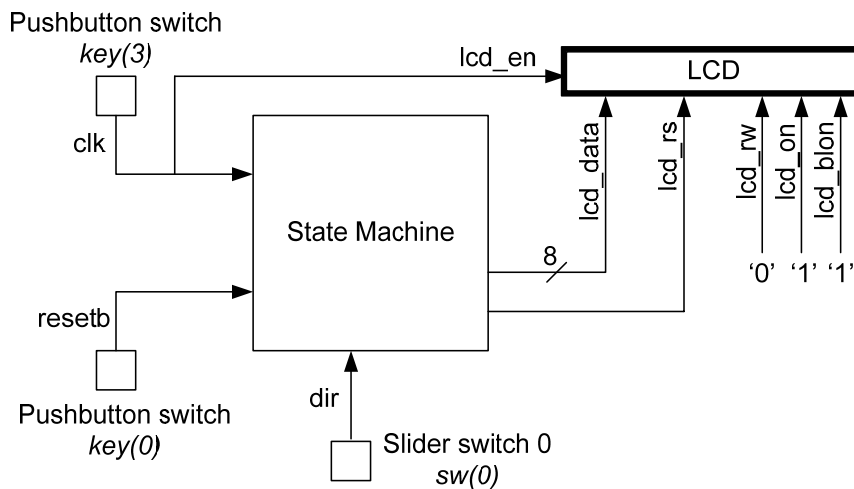 Pushbutton switch
key(3)
lcd_en
LCD
clk
lcd_data
lcd_rs
lcd_rw
lcd_on
lcd_blon
State Machine
8
‘0’ ‘1’ ‘1’
resetb
Pushbutton switch
key(0)
dir
Slider switch 0
sw(0)